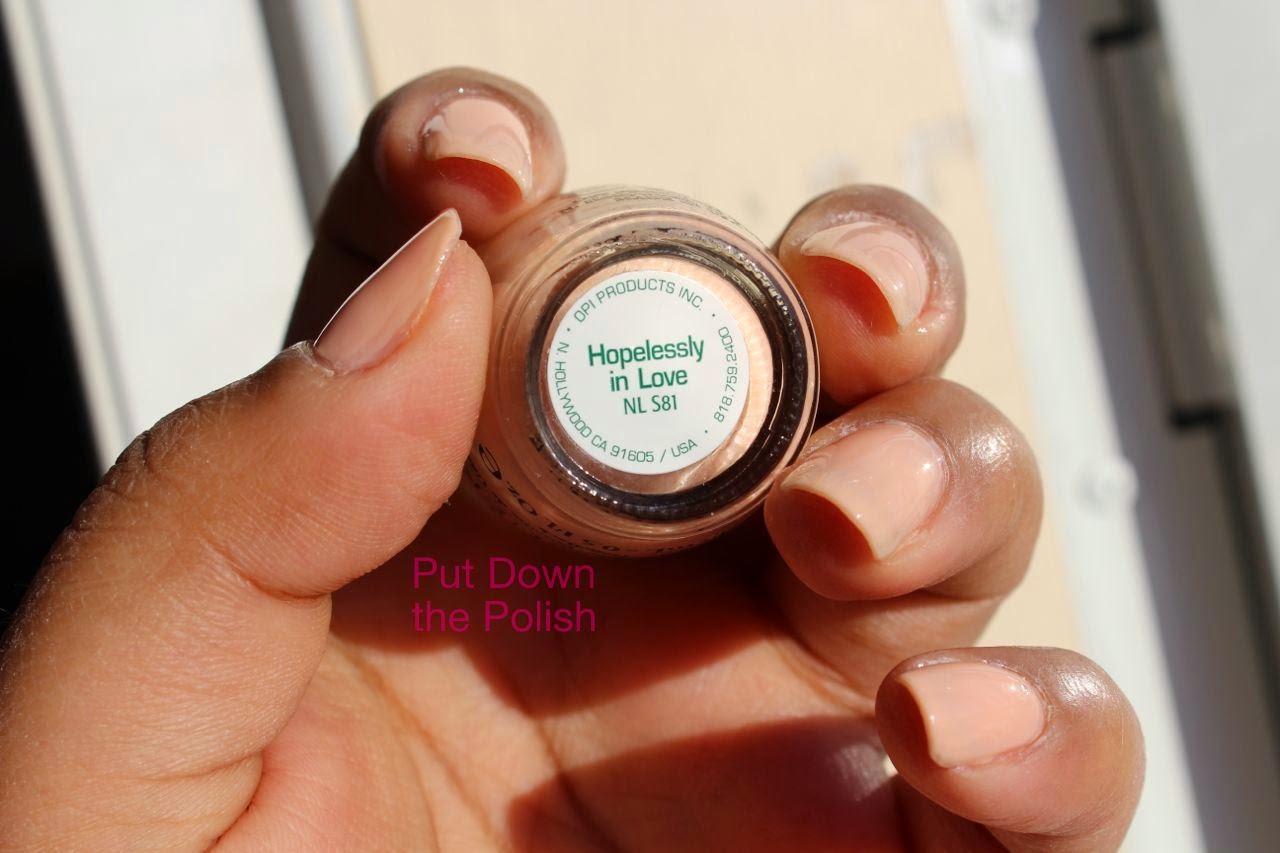 OPI PRODUCTS INC. •
818.759.2400 •
N. HOLLYWOOD CA 91605 / USA
Hopelessly
in Love
NL S81
Put Down
the Polish